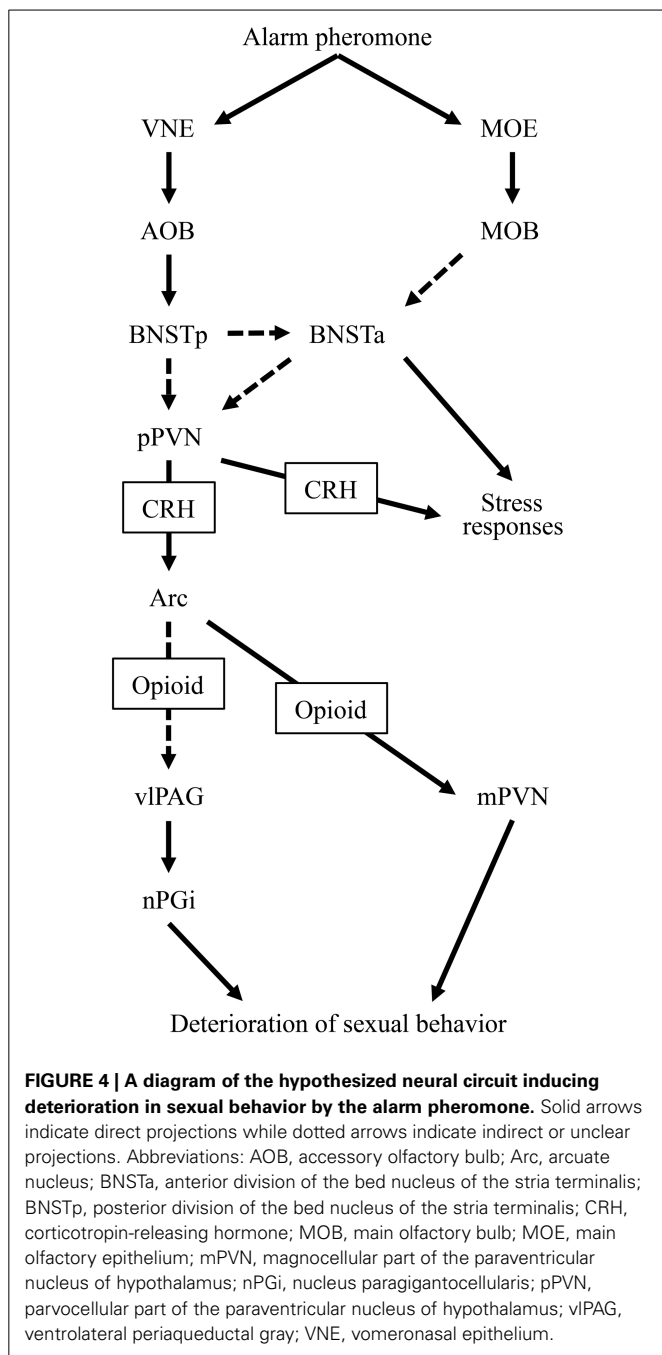 Alarm pheromone
VNE MOE
AOB MOB
BNSTp BNSTa
pPVN
CRH CRH
Stress
responses
Arc
Opioid Opioid
vlPAG mPVN
nPGi
Deterioration of sexual behavior
FIGURE 4 | A diagram of the hypothesized neural circuit inducing
deterioration in sexual behavior by the alarm pheromone. Solid arrows
indicate direct projections while dotted arrows indicate indirect or unclear
projections. Abbreviations: AOB, accessory olfactory bulb; Arc, arcuate
nucleus; BNSTa, anterior division of the bed nucleus of the stria terminalis;
BNSTp, posterior division of the bed nucleus of the stria terminalis; CRH,
corticotropin-releasing hormone; MOB, main olfactory bulb; MOE, main
olfactory epithelium; mPVN, magnocellular part of the paraventricular
nucleus of hypothalamus; nPGi, nucleus paragigantocellularis; pPVN,
parvocellular part of the paraventricular nucleus of hypothalamus; vlPAG,
ventrolateral periaqueductal gray; VNE, vomeronasal epithelium.